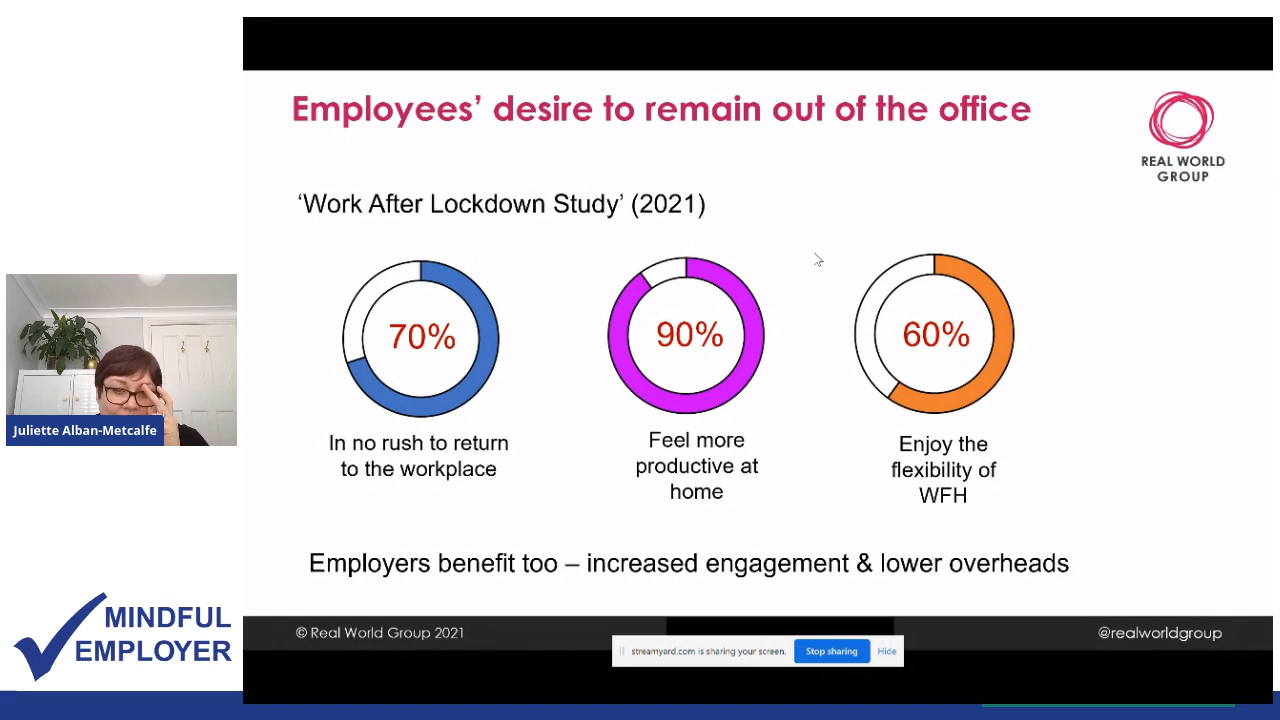 Employees’ desire to remain out of the office
REAL WORLD
GROUP
‘Work After Lockdown Study’ (2021)
70%
90%
60%
In no rush to return
to the workplace
Feel more
productive at
home
Enjoy the
flexibility of
WFH
Employers benefit too – increased engagement & lower overheads
© Real World Group 2021
@realworldgroup
streamyard.com is sharing your screen.
Stop sharing
Hide
Juliette Alban-Metcalfe
MINDFUL
EMPLOYER